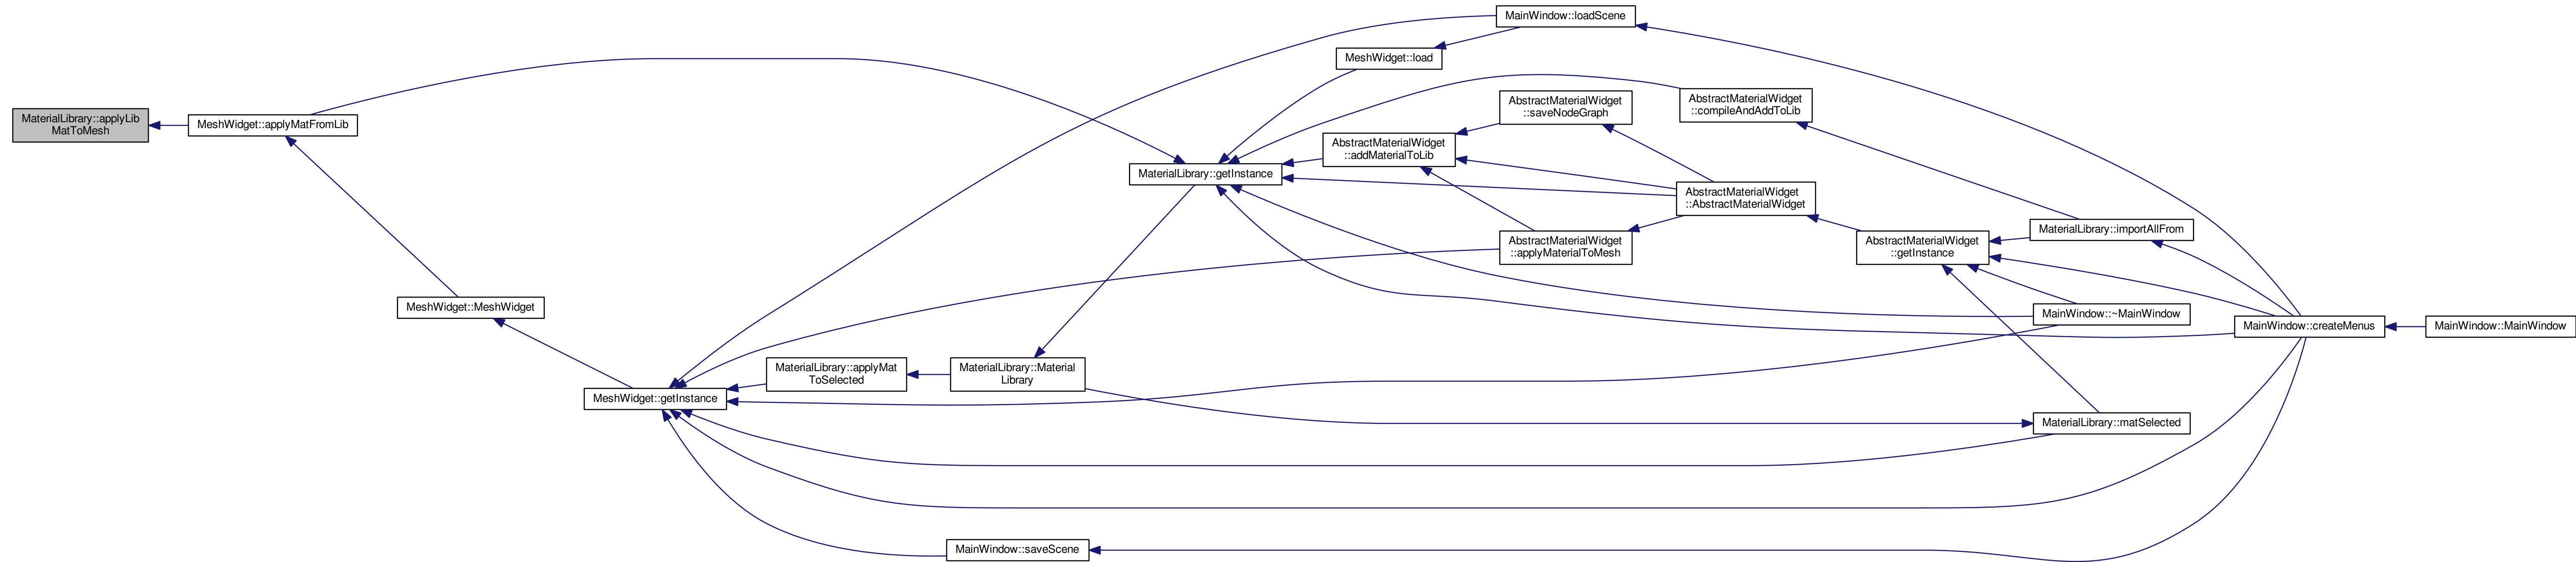 MaterialLibrary::applyLib
MatToMesh
MeshWidget::applyMatFromLib
MeshWidget::MeshWidget
MeshWidget::getInstance
MaterialLibrary::applyMat
ToSelected
MaterialLibrary::Material
Library
MainWindow::saveScene
MaterialLibrary::getInstance
MainWindow::loadScene
MeshWidget::load
AbstractMaterialWidget
::addMaterialToLib
AbstractMaterialWidget
::saveNodeGraph
AbstractMaterialWidget
::applyMaterialToMesh
AbstractMaterialWidget
::compileAndAddToLib
AbstractMaterialWidget
::AbstractMaterialWidget
AbstractMaterialWidget
::getInstance
MaterialLibrary::importAllFrom
MainWindow::~MainWindow
MaterialLibrary::matSelected
MainWindow::createMenus
MainWindow::MainWindow